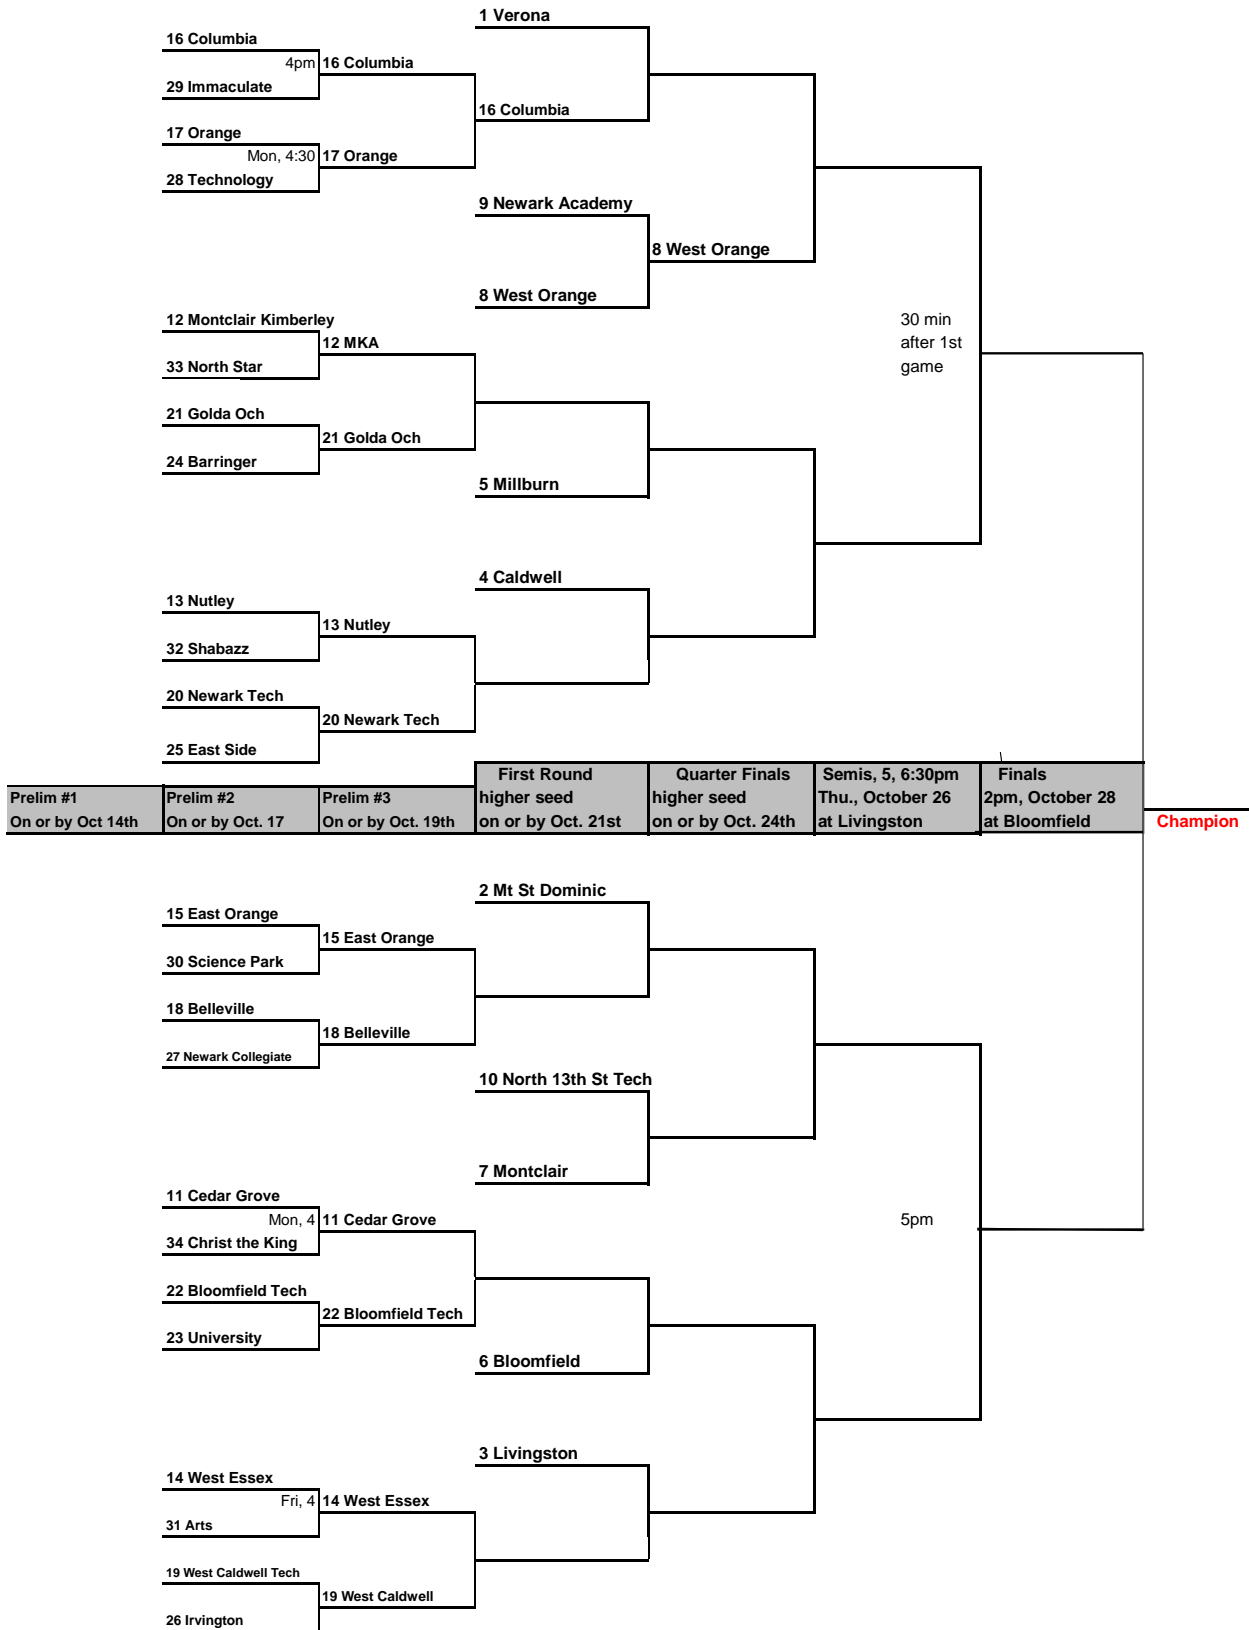 1 Verona
16 Columbia
4pm
16 Columbia
29 Immaculate
16 Columbia
17 Orange
Mon, 4:30
17 Orange
28 Technology
9 Newark Academy
8 West Orange
8 West Orange
12 Montclair Kimberley
12 MKA
33 North Star
30 min
after 1st
game
21 Golda Och
21 Golda Och
24 Barringer
5 Millburn
4 Caldwell
13 Nutley
13 Nutley
32 Shabazz
20 Newark Tech
20 Newark Tech
25 East Side
Prelim #1
On or by Oct 14th
Prelim #2
On or by Oct. 17
Prelim #3
On or by Oct. 19th
First Round
higher seed
on or by Oct. 21st
Quarter Finals
higher seed
on or by Oct. 24th
Semis, 5, 6:30pm
Thu., October 26
at Livingston
Finals
2pm, October 28
at Bloomfield
Champion
2 Mt St Dominic
15 East Orange
15 East Orange
30 Science Park
18 Belleville
18 Belleville
27 Newark Collegiate
10 North 13th St Tech
7 Montclair
11 Cedar Grove
Mon, 4
11 Cedar Grove
34 Christ the King
5pm
22 Bloomfield Tech
22 Bloomfield Tech
23 University
6 Bloomfield
3 Livingston
14 West Essex
Fri, 4
14 West Essex
31 Arts
19 West Caldwell Tech
19 West Caldwell
26 Irvington